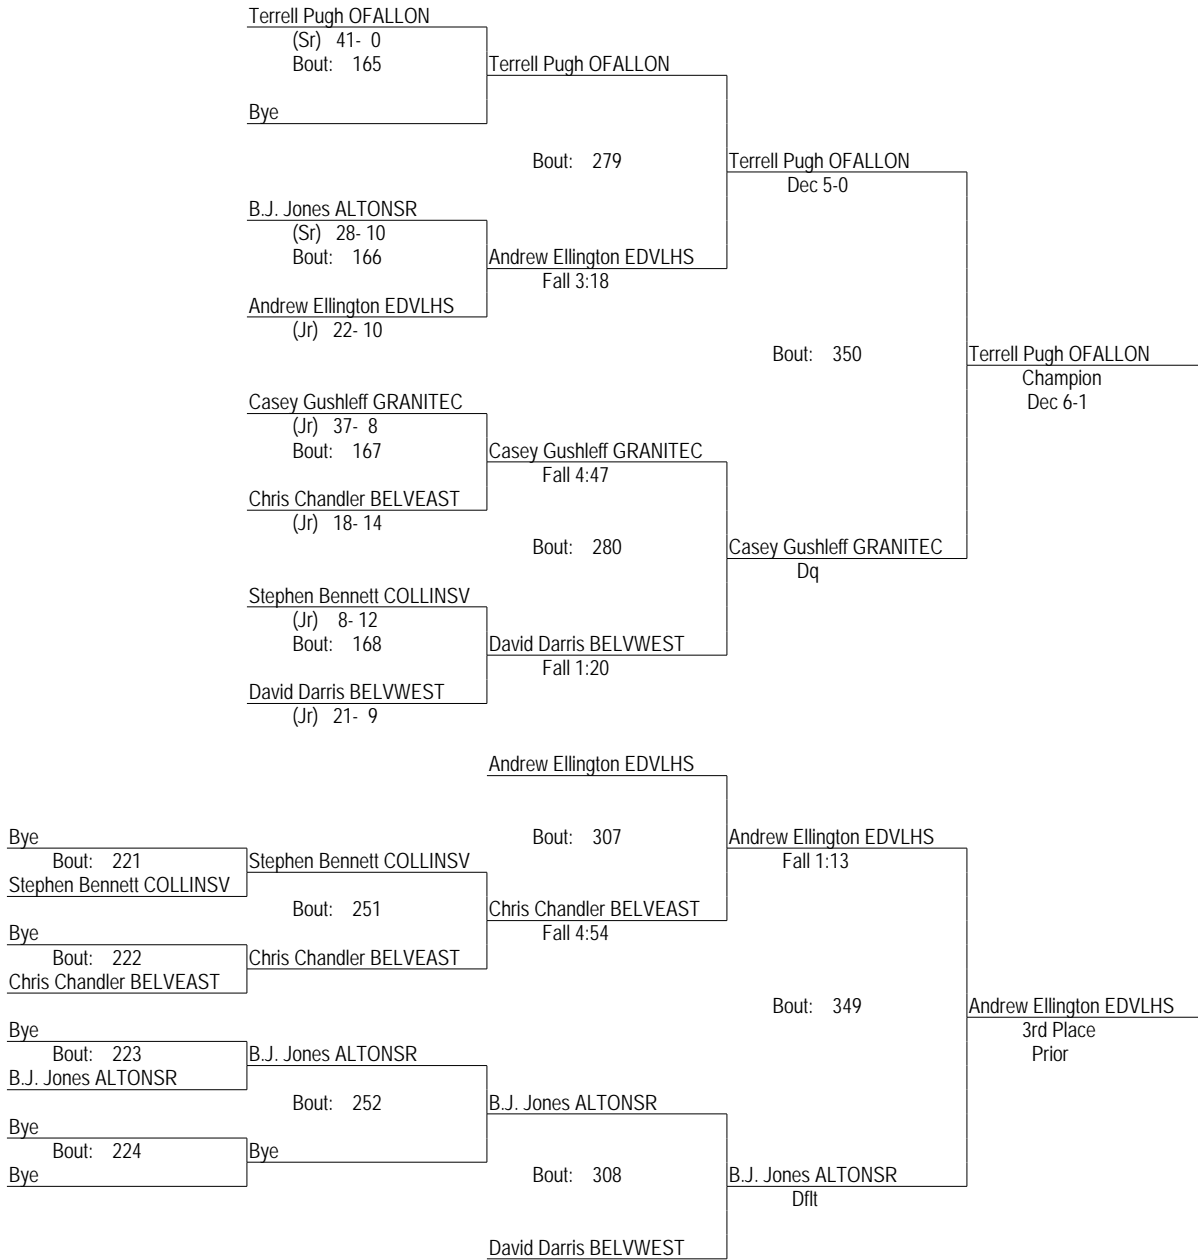 Terrell Pugh OFALLON
(Sr) 41- 0
Bout: 165
Terrell Pugh OFALLON
Bye
Bout: 279
Terrell Pugh OFALLON
Dec 5-0
B.J. Jones ALTONSR
(Sr) 28- 10
Bout: 166
Andrew Ellington EDVLHS
Fall 3:18
Andrew Ellington EDVLHS
(Jr) 22- 10
Bout: 350
Terrell Pugh OFALLON
Champion
Dec 6-1
Casey Gushleff GRANITEC
(Jr) 37- 8
Bout: 167
Casey Gushleff GRANITEC
Fall 4:47
Chris Chandler BELVEAST
(Jr) 18- 14
Bout: 280
Casey Gushleff GRANITEC
Dq
Stephen Bennett COLLINSV
(Jr) 8- 12
Bout: 168
David Darris BELVWEST
Fall 1:20
David Darris BELVWEST
(Jr) 21- 9
Andrew Ellington EDVLHS
Bye
Bout: 307
Andrew Ellington EDVLHS
Fall 1:13
Bout: 221
Stephen Bennett COLLINSV
Stephen Bennett COLLINSV
Bout: 251
Chris Chandler BELVEAST
Fall 4:54
Bye
Bout: 222
Chris Chandler BELVEAST
Chris Chandler BELVEAST
Bout: 349
Andrew Ellington EDVLHS
3rd Place
Prior
Bye
Bout: 223
B.J. Jones ALTONSR
B.J. Jones ALTONSR
Bout: 252
B.J. Jones ALTONSR
Bye
Bout: 224
Bye
Bye
Bout: 308
B.J. Jones ALTONSR
Dflt
David Darris BELVWEST